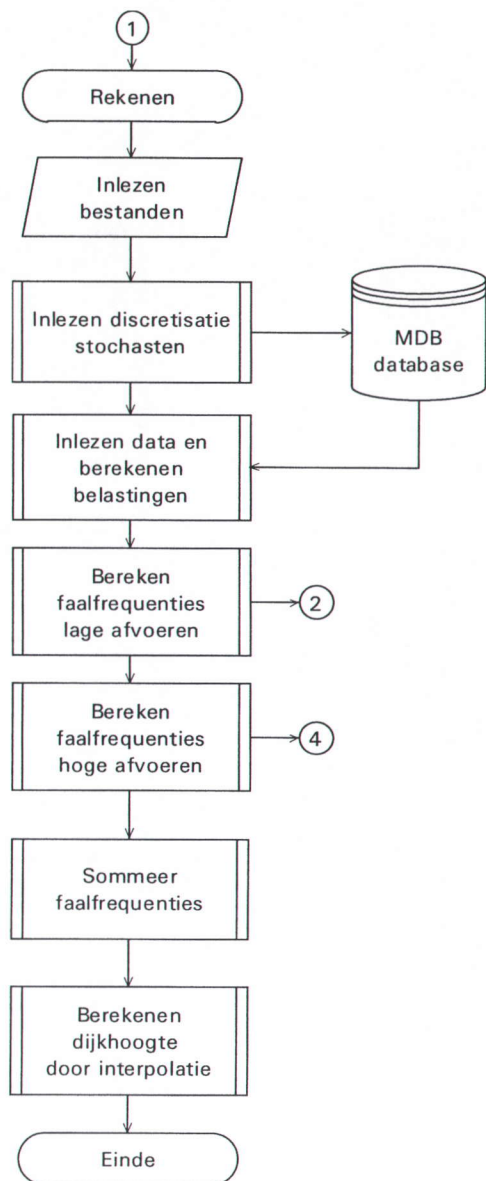 1
Rekenen
Inlezen
bestanden
Inlezen discretisatie
stochasten
MDB
database
Inlezen data en
berekenen
belastingen
Bereken
faalfrequenties
lage afvoeren
2
Bereken
faalfrequenties
hoge afvoeren
4
Sommeer
faalfrequenties
Berekenen
dijkhoogte
door interpolatie
Einde